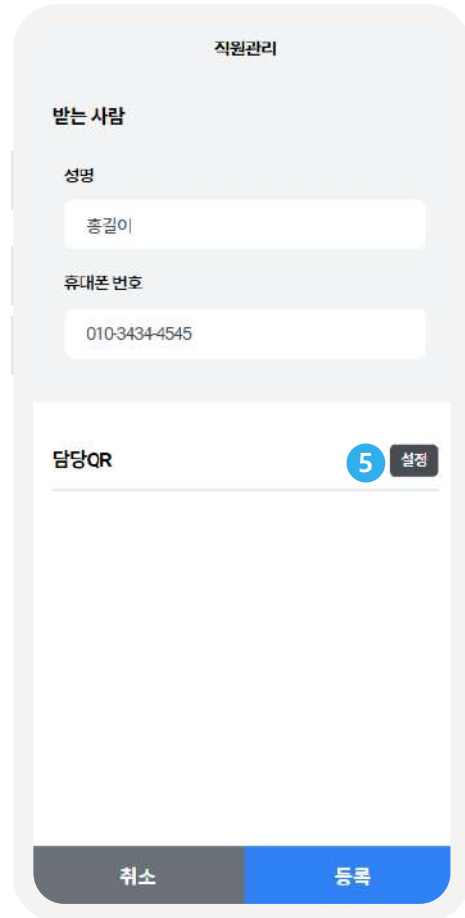 직원관리
받는 사람
성명
홍길이
휴대폰 번호
010-3434-4545
담당QR 5 설정
취소 등록